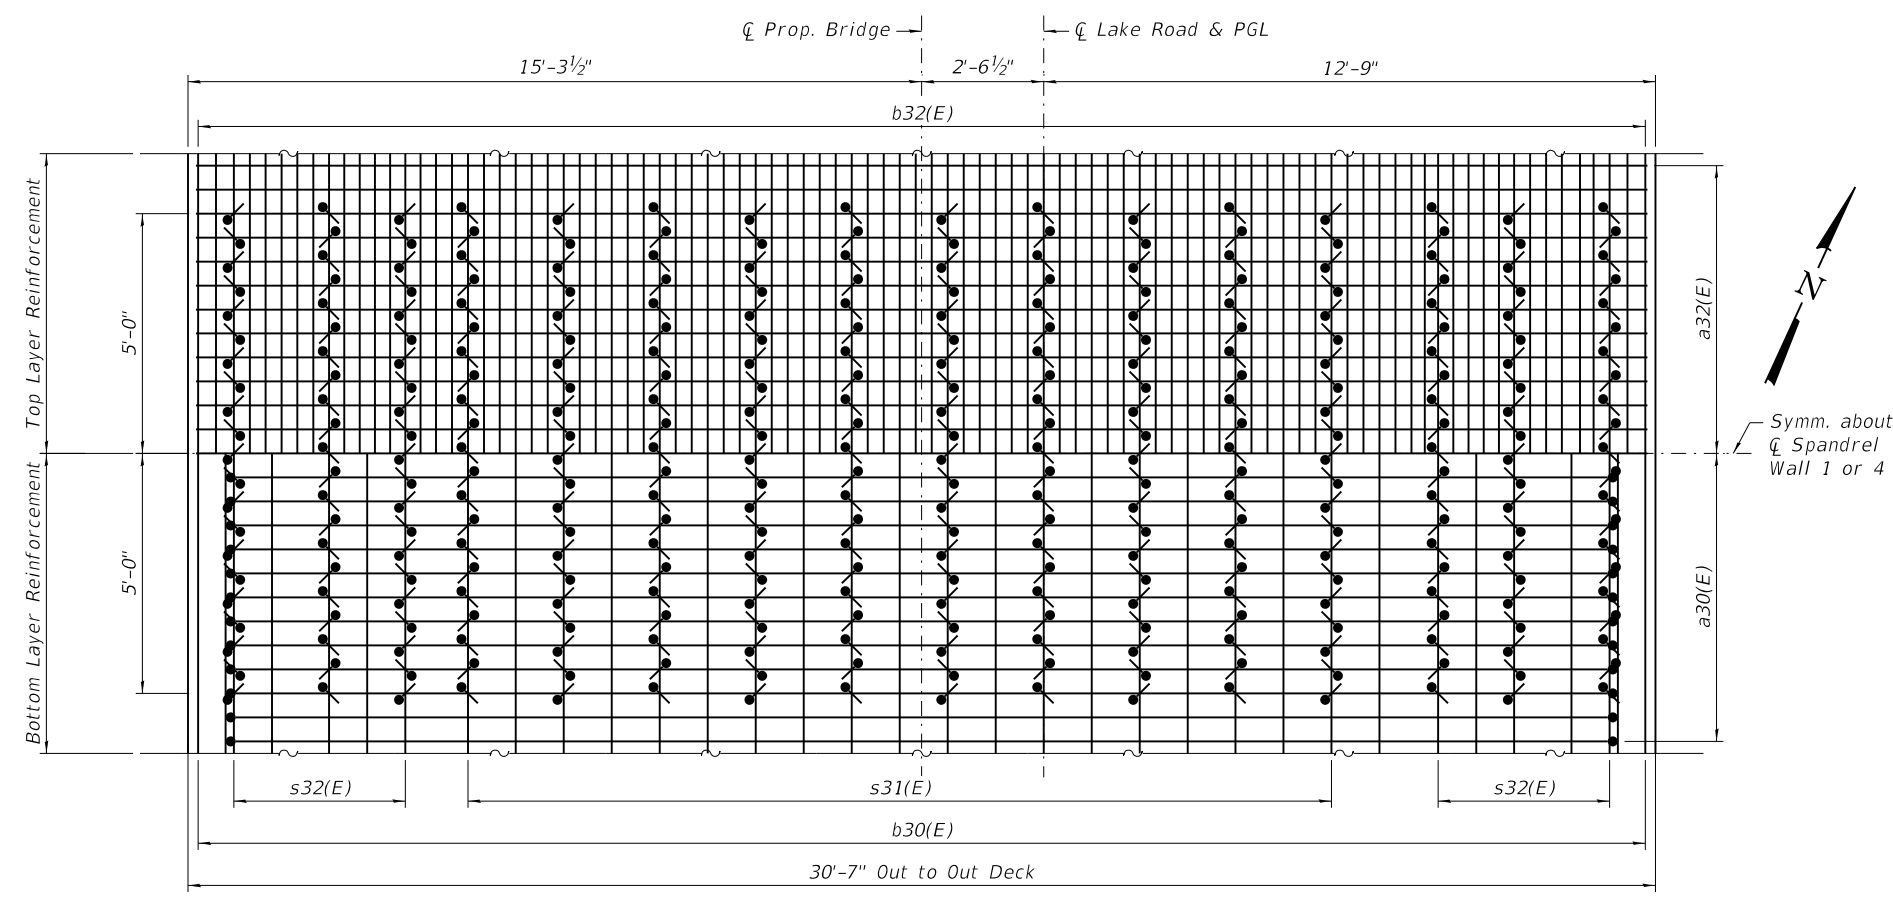 ℄ Prop. Bridge
℄ Lake Road & PGL
15'-3½"
2'-6½"
12'-9"
b32(E)
Top Layer Reinforcement
5'-0"
a32(E)
N
Symm. about
℄ Spandrel
Wall 1 or 4
Bottom Layer Reinforcement
5'-0"
a30(E)
s32(E)
s31(E)
s32(E)
b30(E)
30'-7" Out to Out Deck